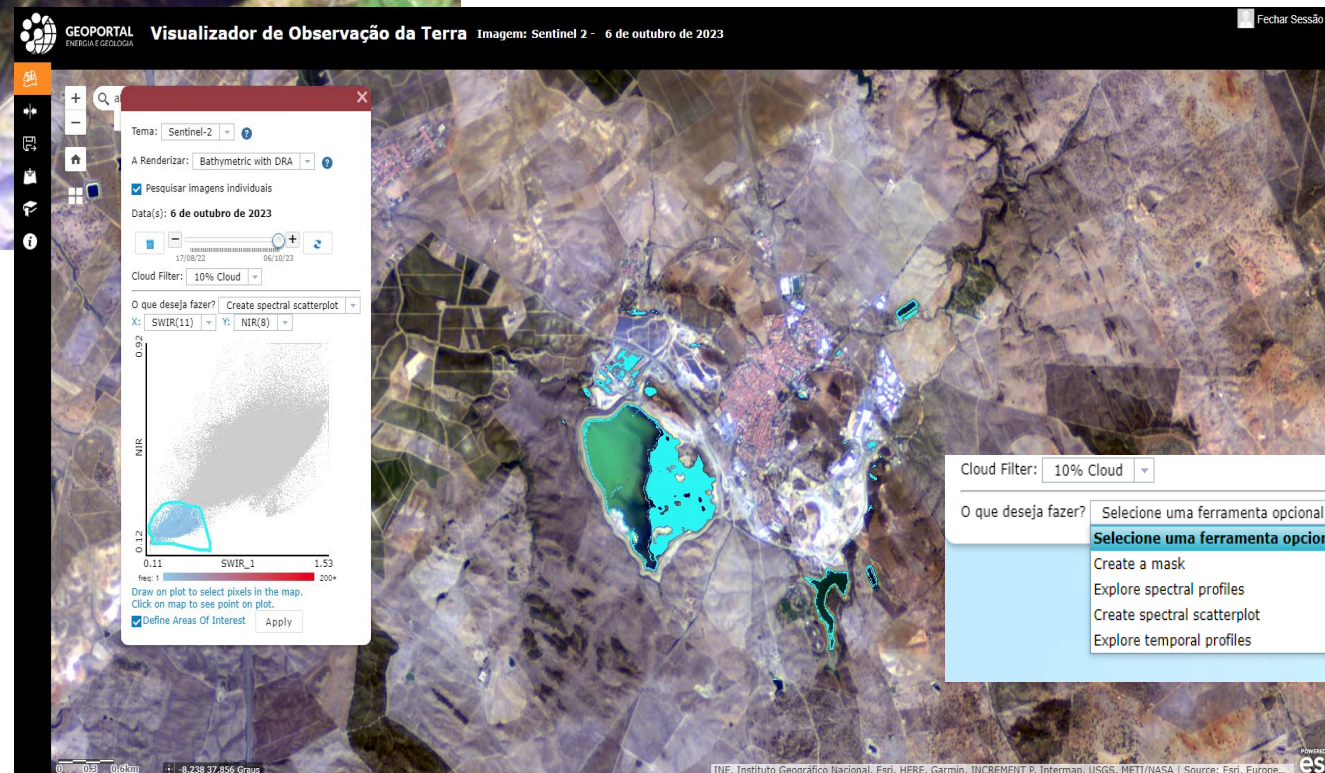 GEOPORTAL
ENERGIA E GEOLOGIA
Visualizador de Observação da Terra Imagem: Sentinel 2 - 6 de outubro de 2023
Fechar Sessão
+
−
Tema: Sentinel-2
A Renderizar: Bathymetric with DRA
Pesquisar imagens individuais
Data(s): 6 de outubro de 2023
17/08/22 06/10/23
Cloud Filter: 10% Cloud
O que deseja fazer? Create spectral scatterplot
X: SWIR(11) Y: NIR(8)
0.92
NIR
0.12
0.11 SWIR_1 1.53
freq: 1 200+
Draw on plot to select pixels in the map.
Click on map to see point on plot.
Define Areas Of Interest Apply
Cloud Filter: 10% Cloud
O que deseja fazer? Selecione uma ferramenta opcional
Selecione uma ferramenta opcion
Create a mask
Explore spectral profiles
Create spectral scatterplot
Explore temporal profiles
0 0.3 0.6km -8.238 37.856 Graus
INE, Instituto Geográfico Nacional, Esri, HERE, Garmin, INCREMENT P, Intermap, USGS, METI/NASA | Source: Esri, Europe...
POWERED
es